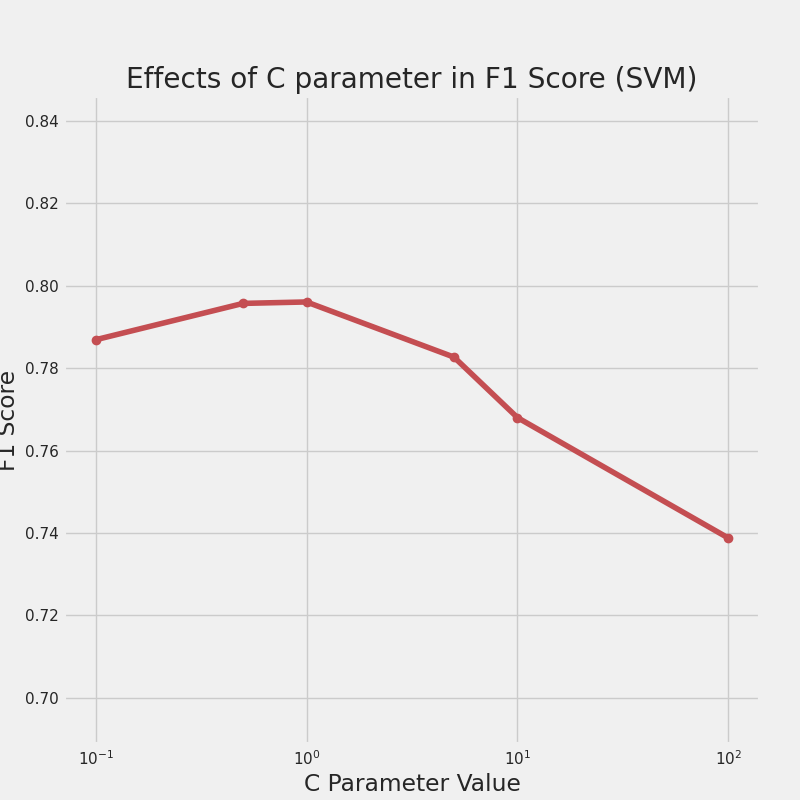 Effects of C parameter in F1 Score (SVM)
0.84
0.82
0.80
0.78
0.76
0.74
0.72
0.70
F1 Score
10⁻¹ 10⁰ 10¹ 10²
C Parameter Value